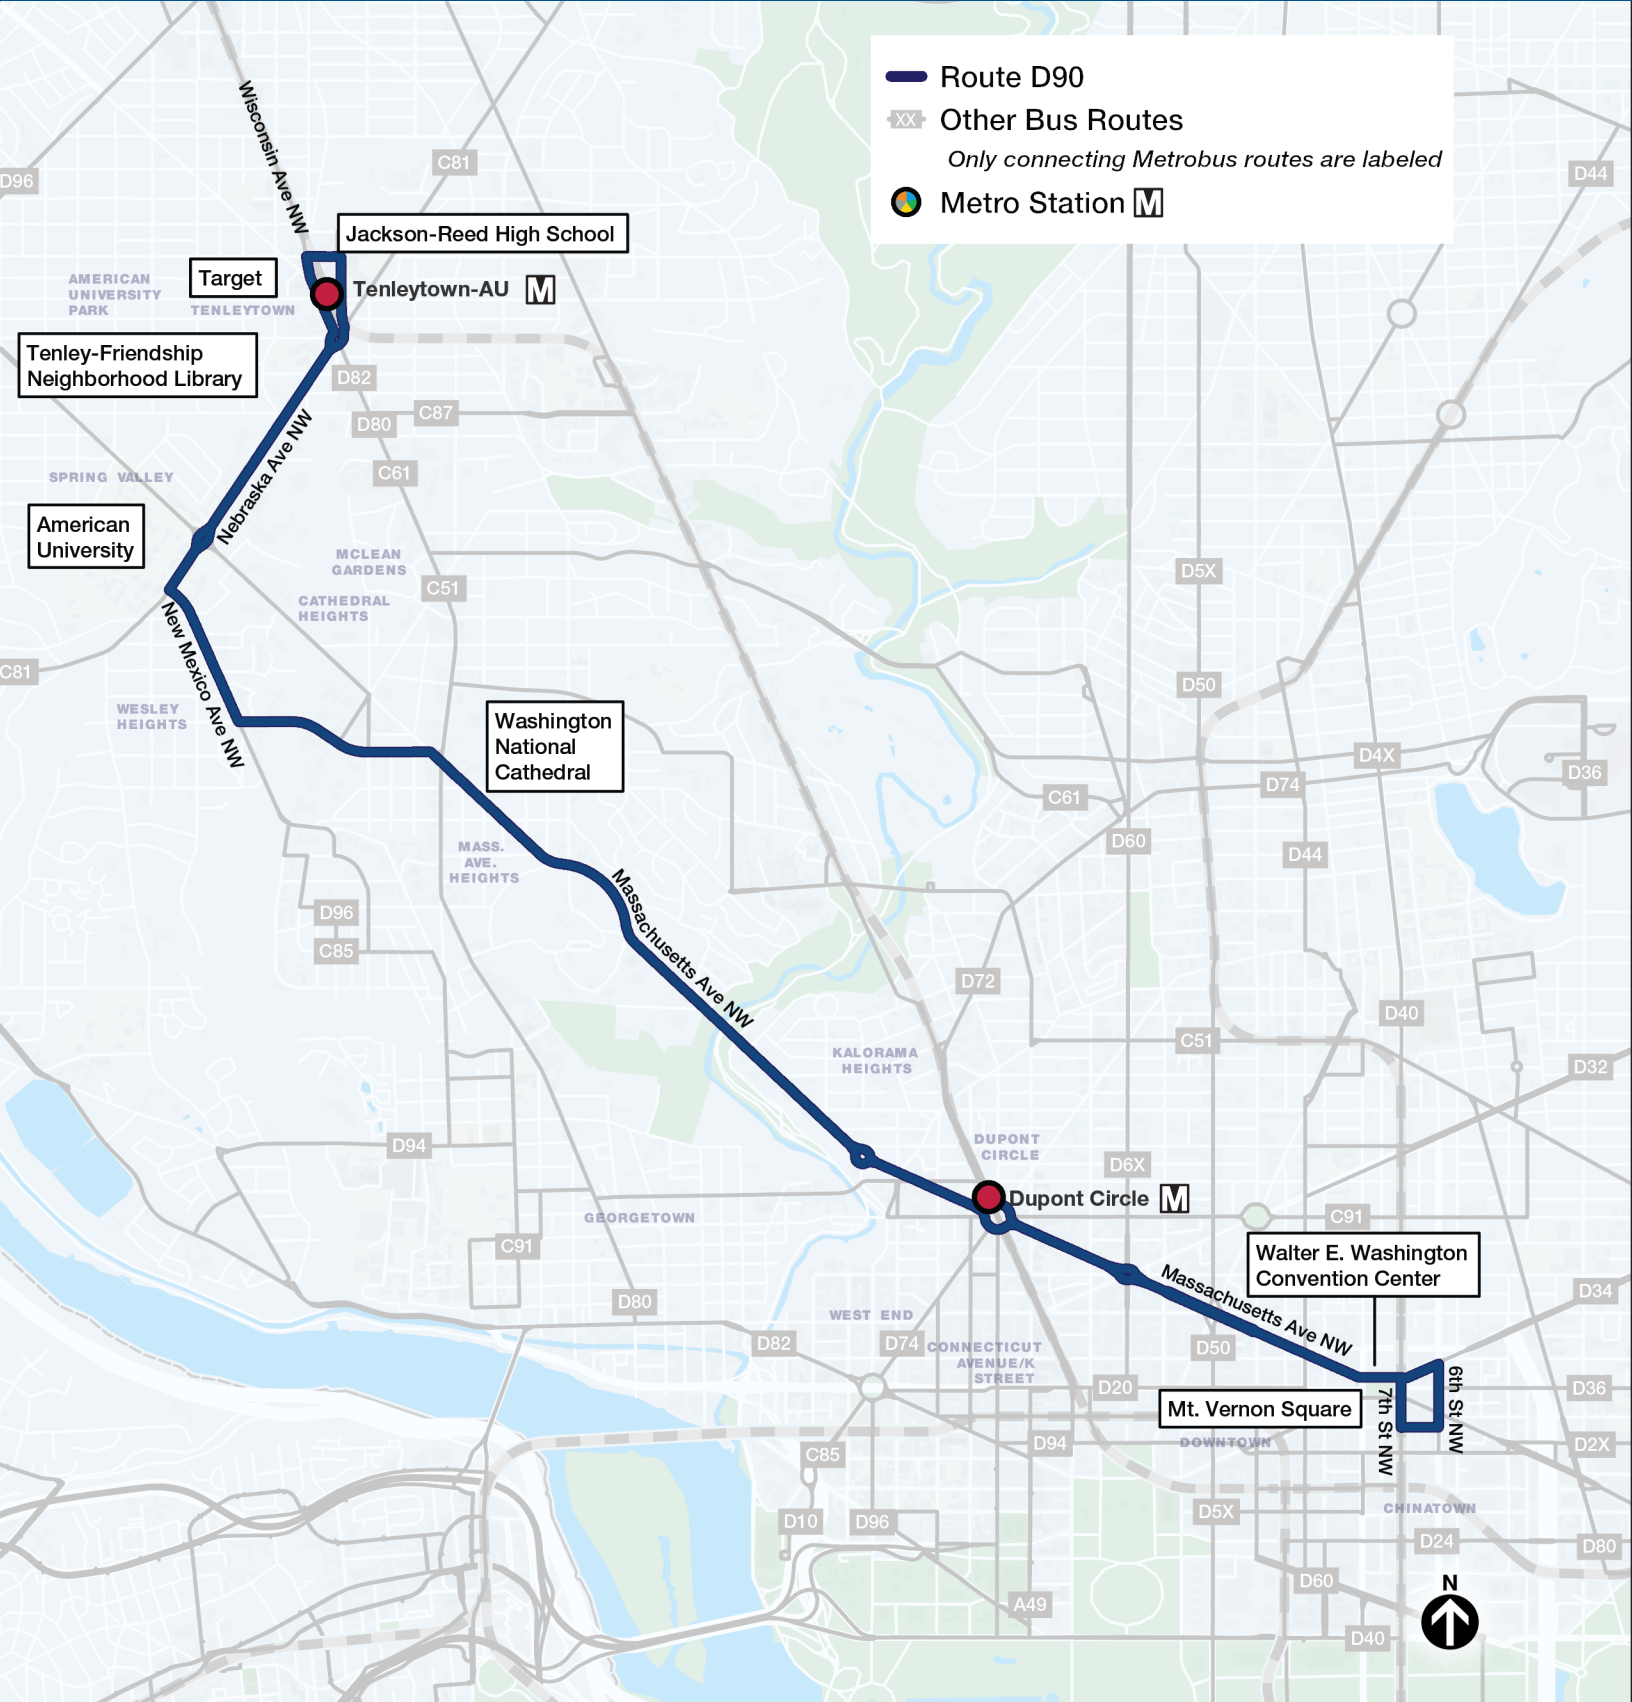 Route D90
XX
Other Bus Routes
Only connecting Metrobus routes are labeled
Metro Station M
Wisconsin Ave NW
C81
D96
D44
Jackson-Reed High School
Target
Tenleytown-AU M
AMERICAN
UNIVERSITY
PARK
TENLEYTOWN
Tenley-Friendship
Neighborhood Library
D82
C87
D80
Nebraska Ave NW
C61
SPRING VALLEY
American
University
MCLEAN
GARDENS
CATHEDRAL
HEIGHTS
C51
D5X
New Mexico Ave NW
C81
D50
WESLEY
HEIGHTS
Washington
National
Cathedral
D4X
D36
D74
C61
D60
D44
MASS.
AVE.
HEIGHTS
Massachusetts Ave NW
D96
C85
D72
D40
C51
KALORAMA
HEIGHTS
D32
D94
DUPONT
CIRCLE
D6X
Dupont Circle M
GEORGETOWN
C91
C91
Walter E. Washington
Convention Center
Massachusetts Ave NW
D34
D80
WEST END
D82
D74
CONNECTICUT
AVENUE/K
STREET
D50
D20
D36
Mt. Vernon Square
7th St NW
6th St NW
D94
DOWNTOWN
D2X
C85
CHINATOWN
D10
D96
D5X
D24
D80
D60
N
A49
D40